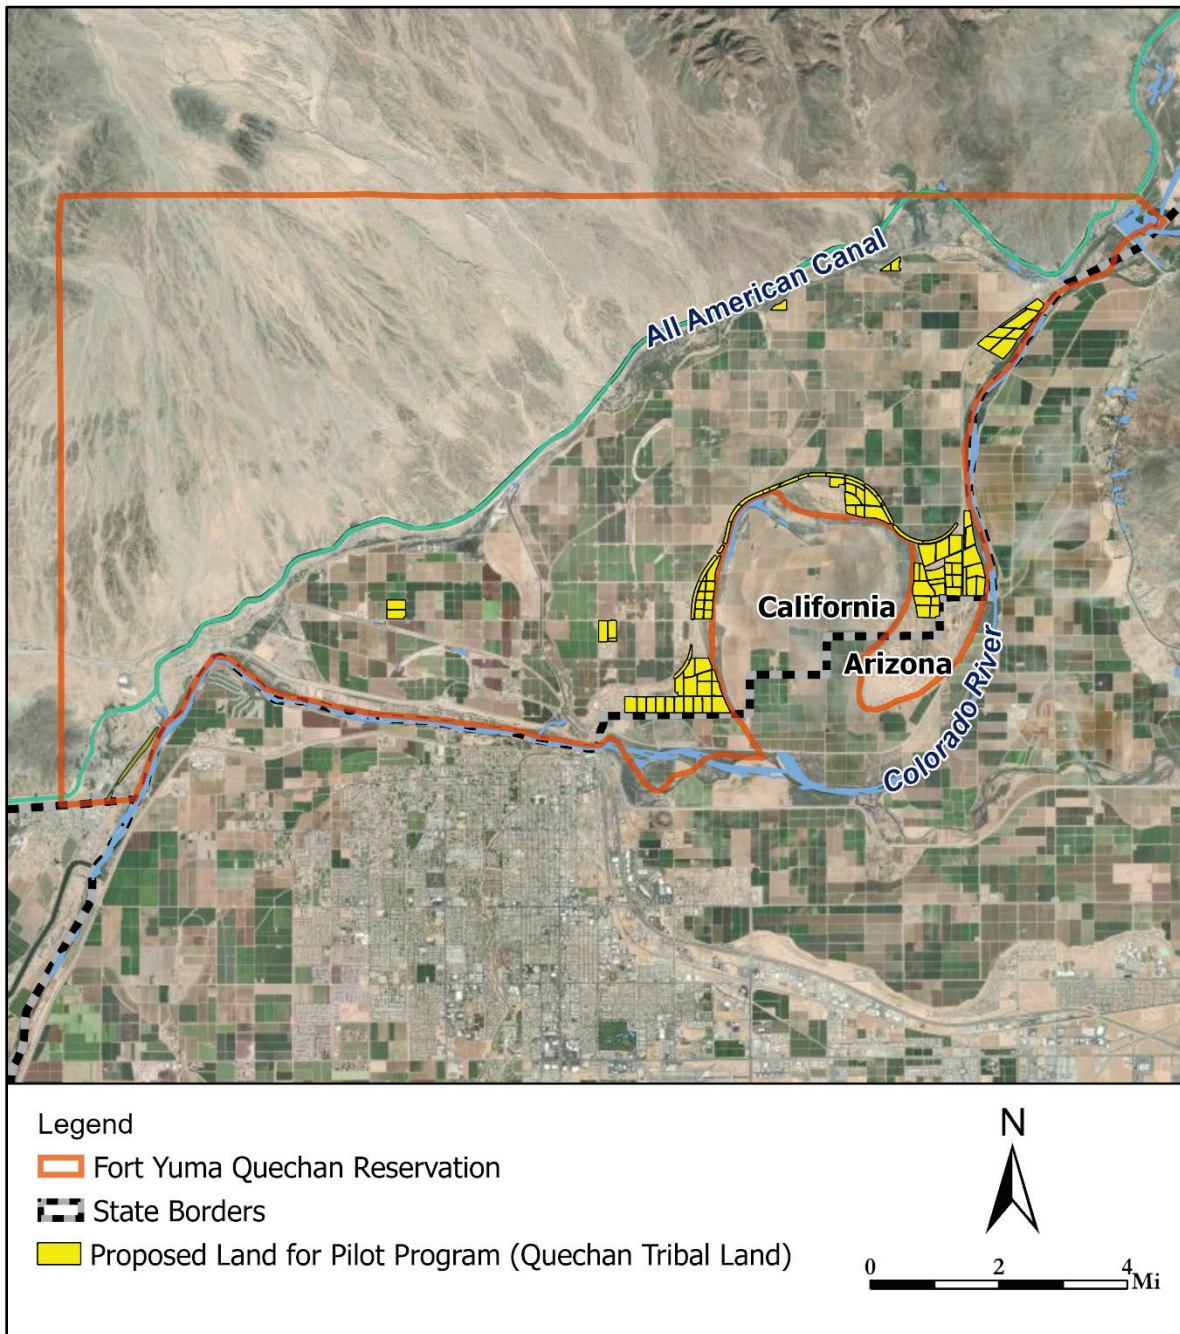 All American Canal
California
Arizona
Colorado River
Legend
Fort Yuma Quechan Reservation
State Borders
Proposed Land for Pilot Program (Quechan Tribal Land)
N
0 2 4 Mi